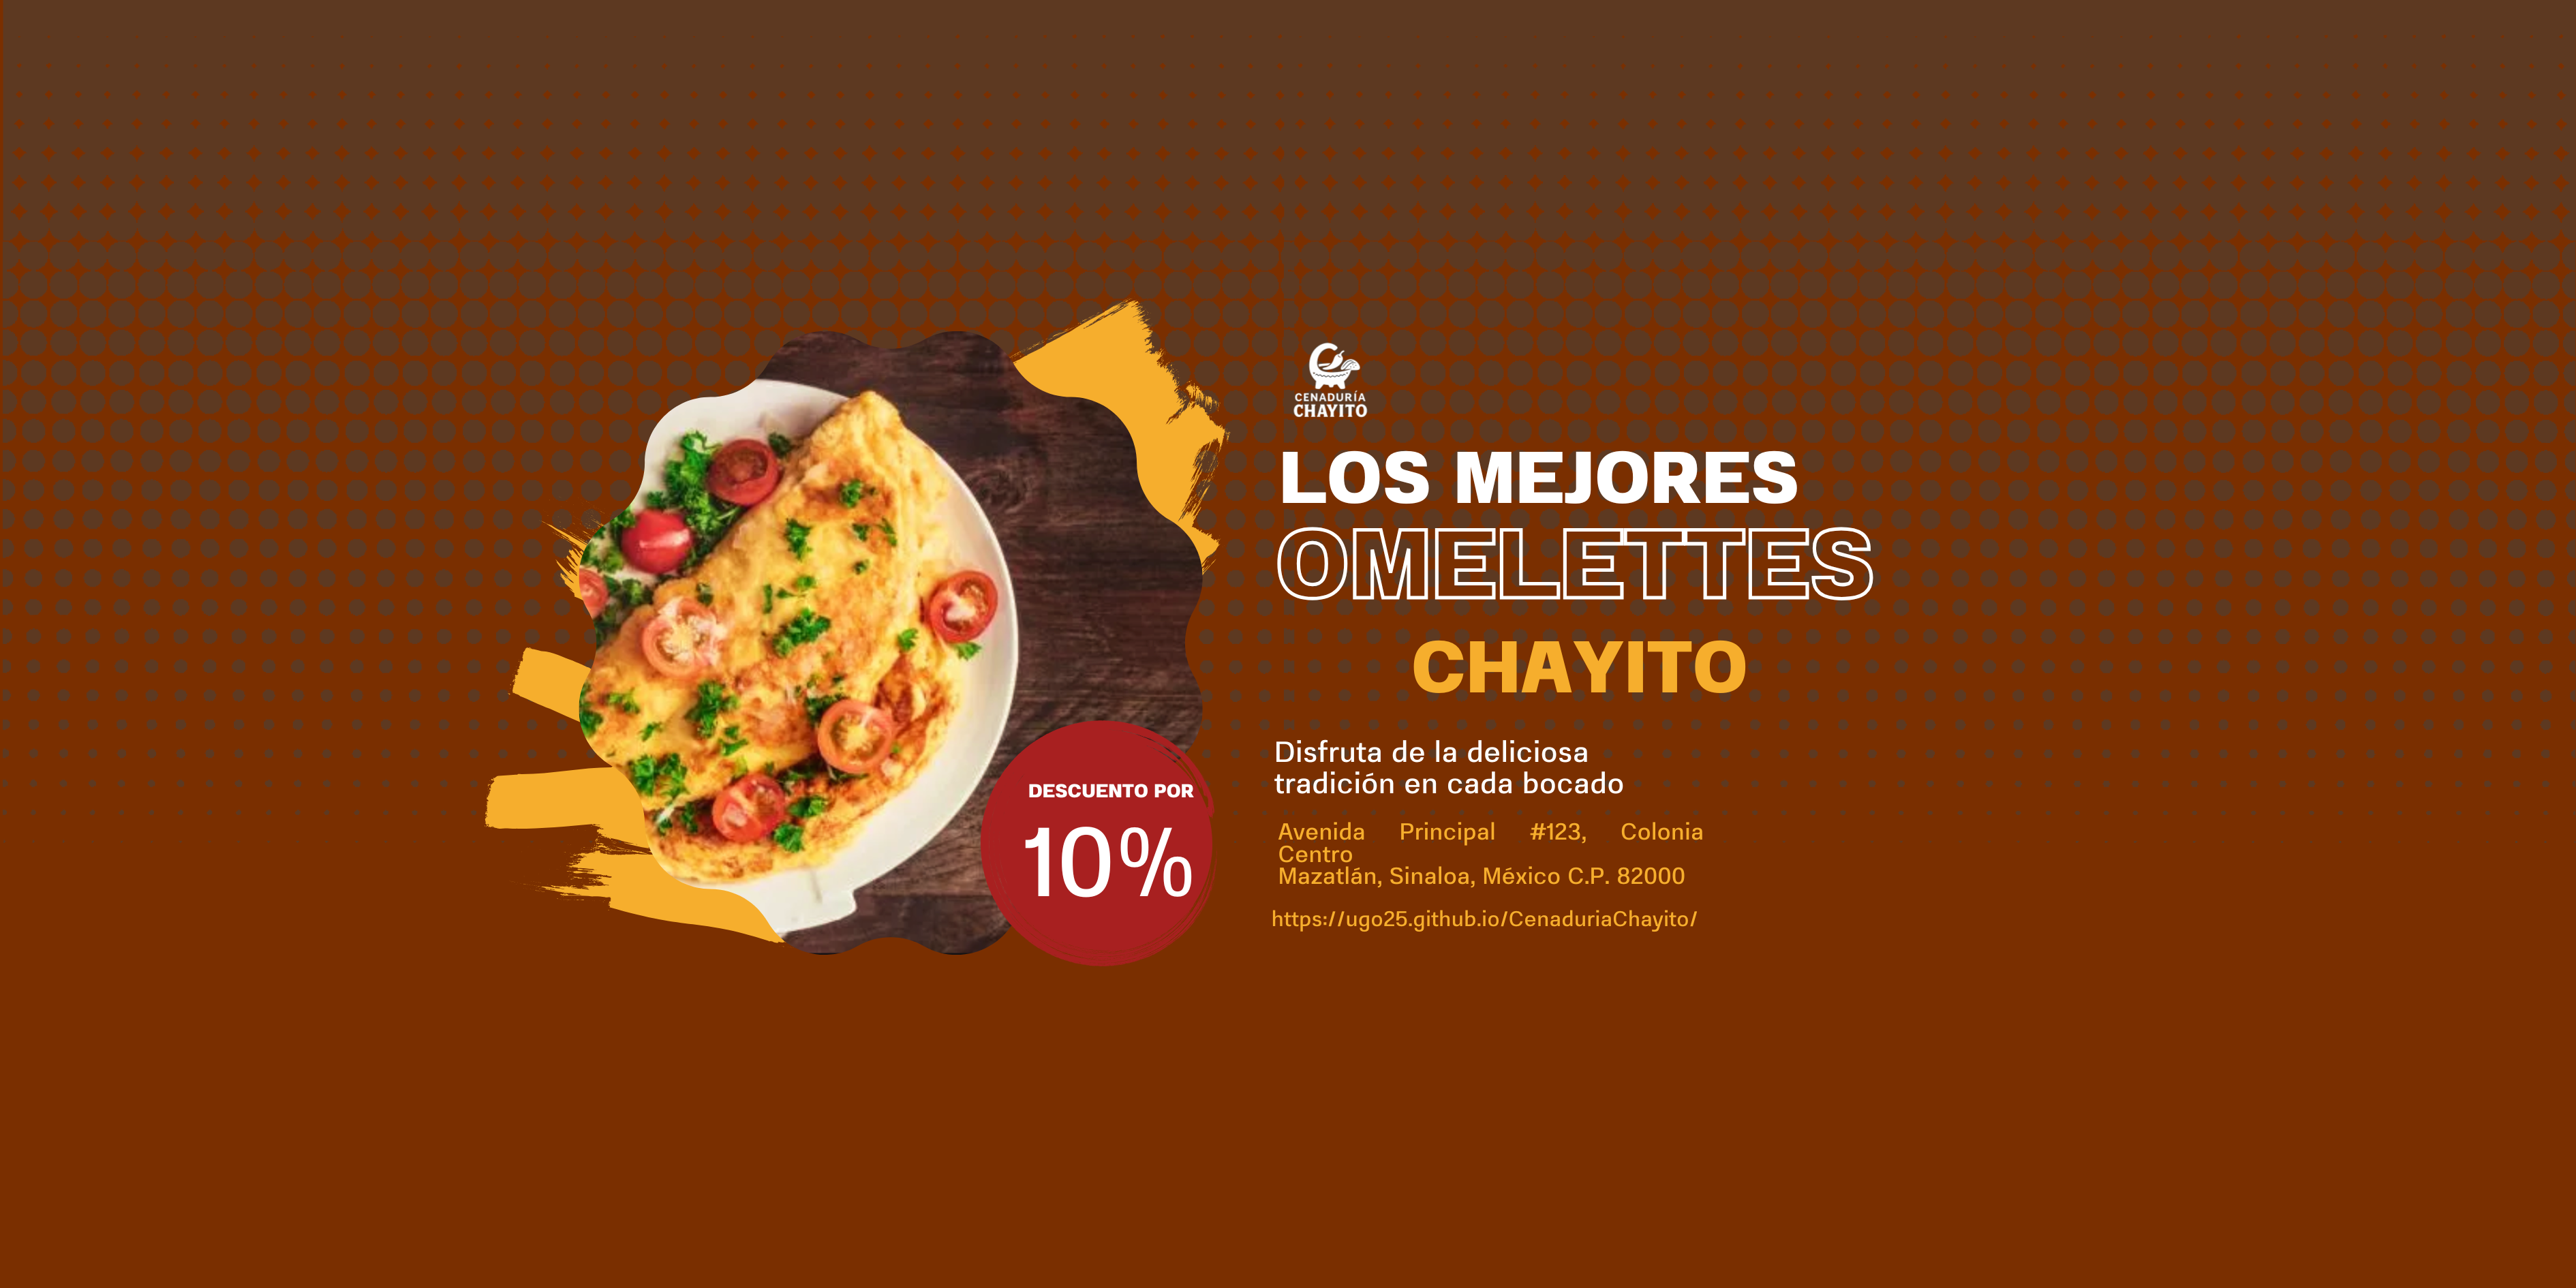 CENADURÍA
CHAYITO
LOS MEJORES
OMELETTES
CHAYITO
Disfruta de la deliciosa
tradición en cada bocado
Avenida Principal #123, Colonia
Centro
Mazatlán, Sinaloa, México C.P. 82000
https://ugo25.github.io/CenaduriaChayito/
DESCUENTO POR
10%